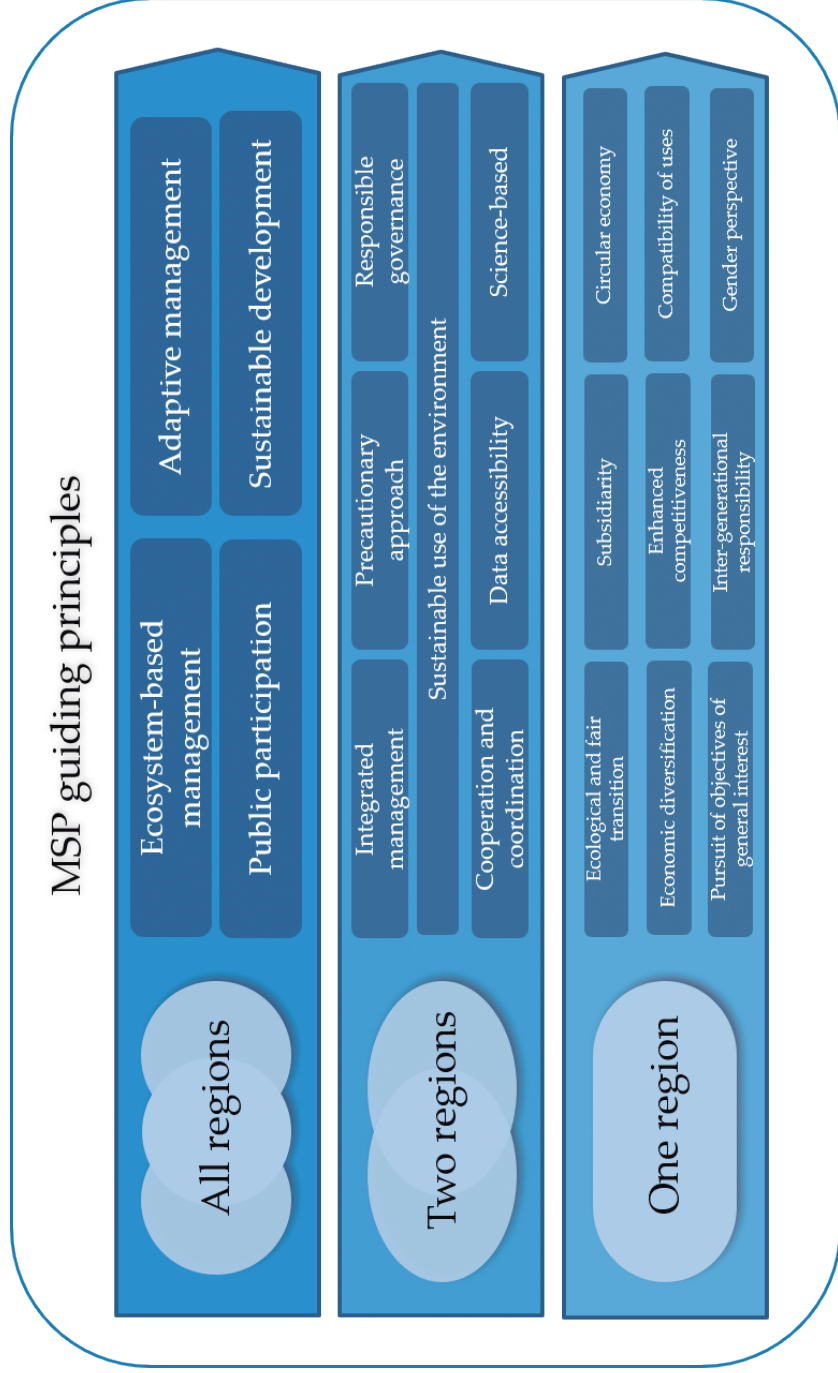 MSP guiding principles
All regions
Ecosystem-based
management
Adaptive management
Public participation
Sustainable development
Two regions
Integrated
management
Precautionary
approach
Responsible
governance
Sustainable use of the environment
Cooperation and
coordination
Data accessibility
Science-based
One region
Ecological and fair
transition
Subsidiarity
Circular economy
Economic diversification
Enhanced
competitiveness
Compatibility of uses
Pursuit of objectives of
general interest
Inter-generational
responsibility
Gender perspective